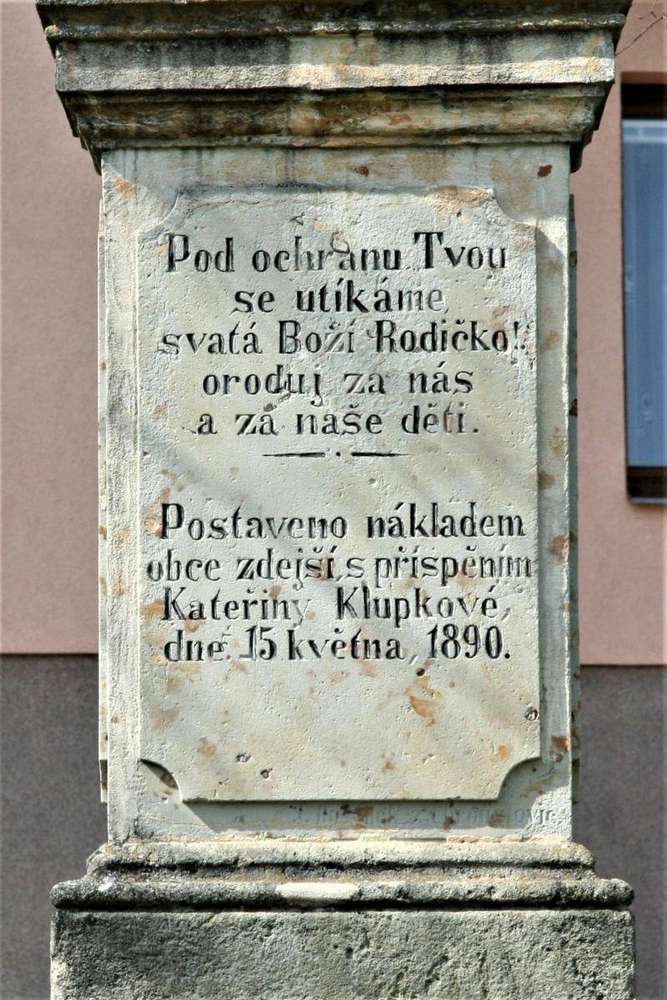 Pod ochranu Tvou
se utíkáme,
svatá Boží Rodičko!
oroduj za nás
a za naše děti.
Postaveno nákladem
obce zdejší, s příspěním
Kateřiny Klupkové,
dne 15 května, 1890.